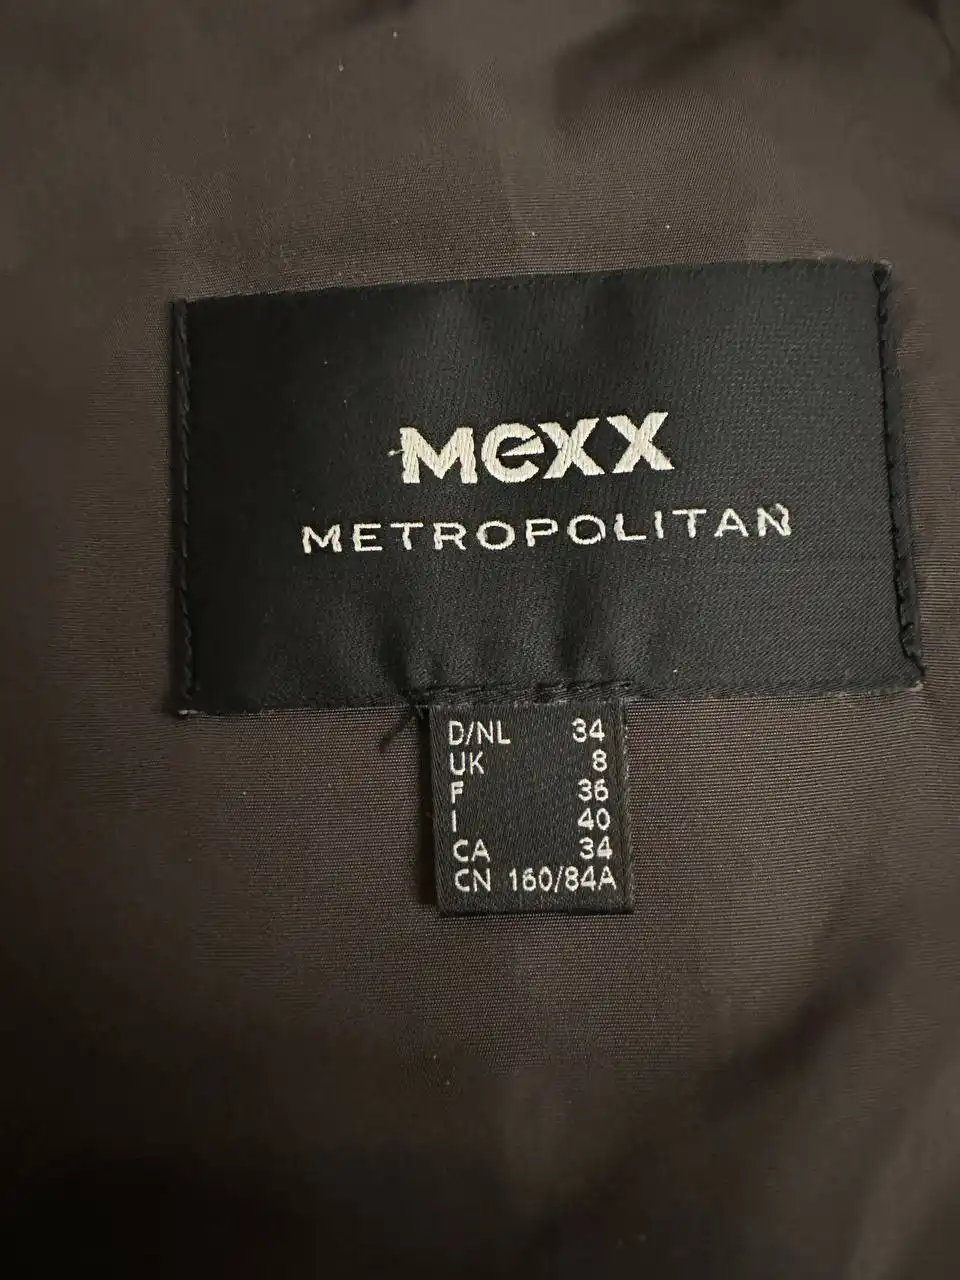 MEXX
METROPOLITAN
D/NL 34
UK 8
F 36
I 40
CA 34
CN 160/84A